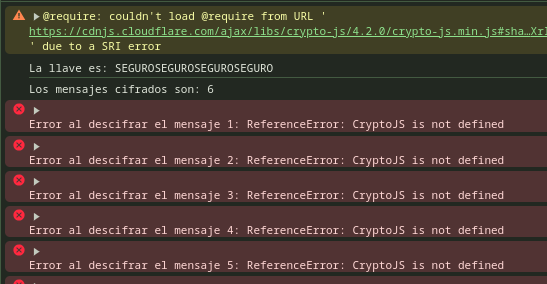 @require: couldn't load @require from URL '
https://cdnjs.cloudflare.com/ajax/libs/crypto-js/4.2.0/crypto-js.min.js#sha…XrI
' due to a SRI error
La llave es: SEGUROSEGUROSEGUROSEGURO
Los mensajes cifrados son: 6
Error al descifrar el mensaje 1: ReferenceError: CryptoJS is not defined
Error al descifrar el mensaje 2: ReferenceError: CryptoJS is not defined
Error al descifrar el mensaje 3: ReferenceError: CryptoJS is not defined
Error al descifrar el mensaje 4: ReferenceError: CryptoJS is not defined
Error al descifrar el mensaje 5: ReferenceError: CryptoJS is not defined